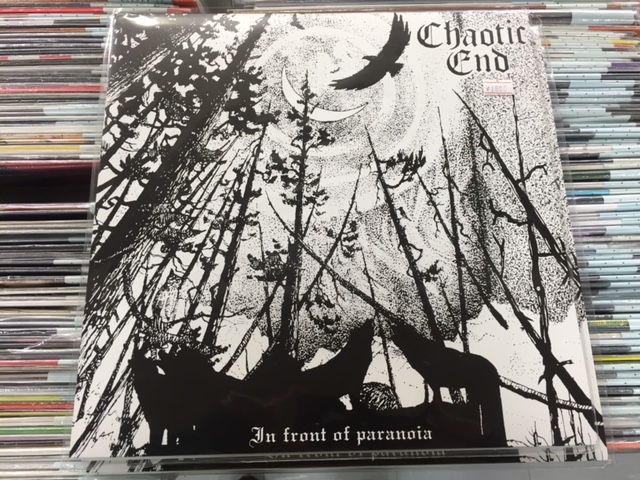 Chaotic
End
In front of paranoia